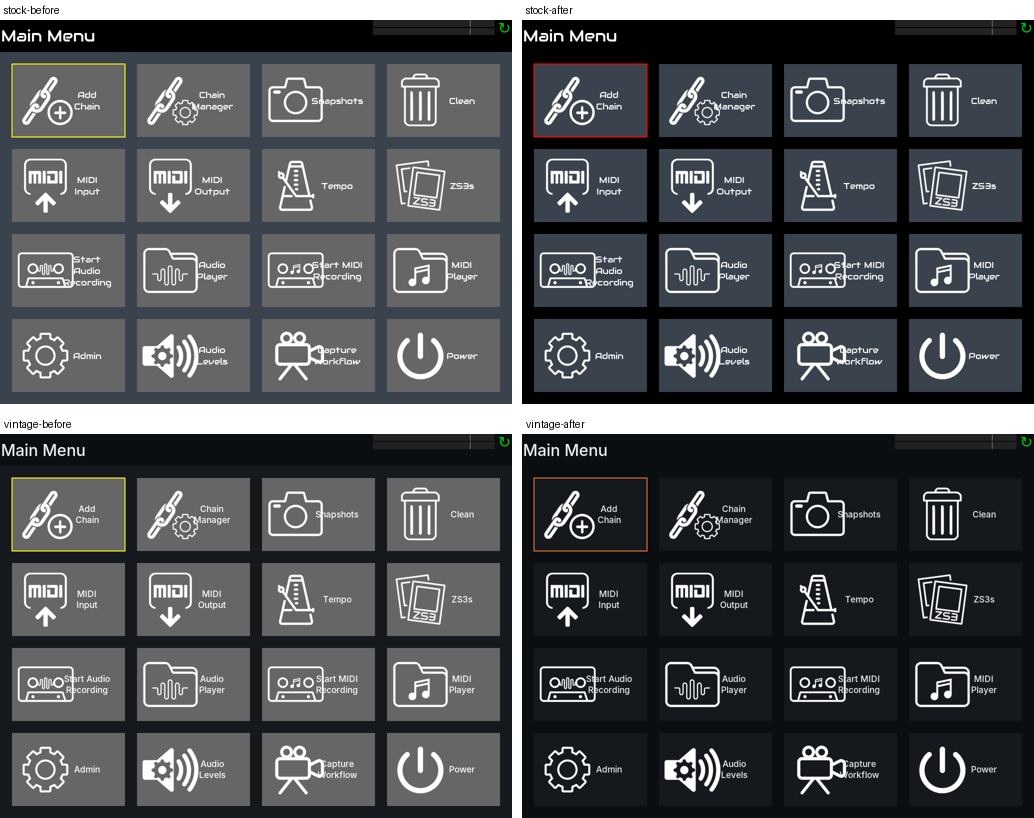 stock-before
stock-after
Main Menu
Main Menu
Add
Chain
Chain
Manager
Snapshots
Clean
Add
Chain
Chain
Manager
Snapshots
Clean
MIDI
MIDI
Input
MIDI
MIDI
Output
Tempo
ZS3
ZS3s
MIDI
MIDI
Input
MIDI
MIDI
Output
Tempo
ZS3
ZS3s
Start
Audio
Recording
Audio
Player
Start MIDI
Recording
MIDI
Player
Start
Audio
Recording
Audio
Player
Start MIDI
Recording
MIDI
Player
Admin
Audio
Levels
Capture
Workflow
Power
Admin
Audio
Levels
Capture
Workflow
Power
vintage-before
vintage-after
Main Menu
Main Menu
Add
Chain
Chain
Manager
Snapshots
Clean
Add
Chain
Chain
Manager
Snapshots
Clean
MIDI
MIDI
Input
MIDI
MIDI
Output
Tempo
ZS3
ZS3s
MIDI
MIDI
Input
MIDI
MIDI
Output
Tempo
ZS3
ZS3s
Start Audio
Recording
Audio
Player
Start MIDI
Recording
MIDI
Player
Start Audio
Recording
Audio
Player
Start MIDI
Recording
MIDI
Player
Admin
Audio
Levels
Capture
Workflow
Power
Admin
Audio
Levels
Capture
Workflow
Power